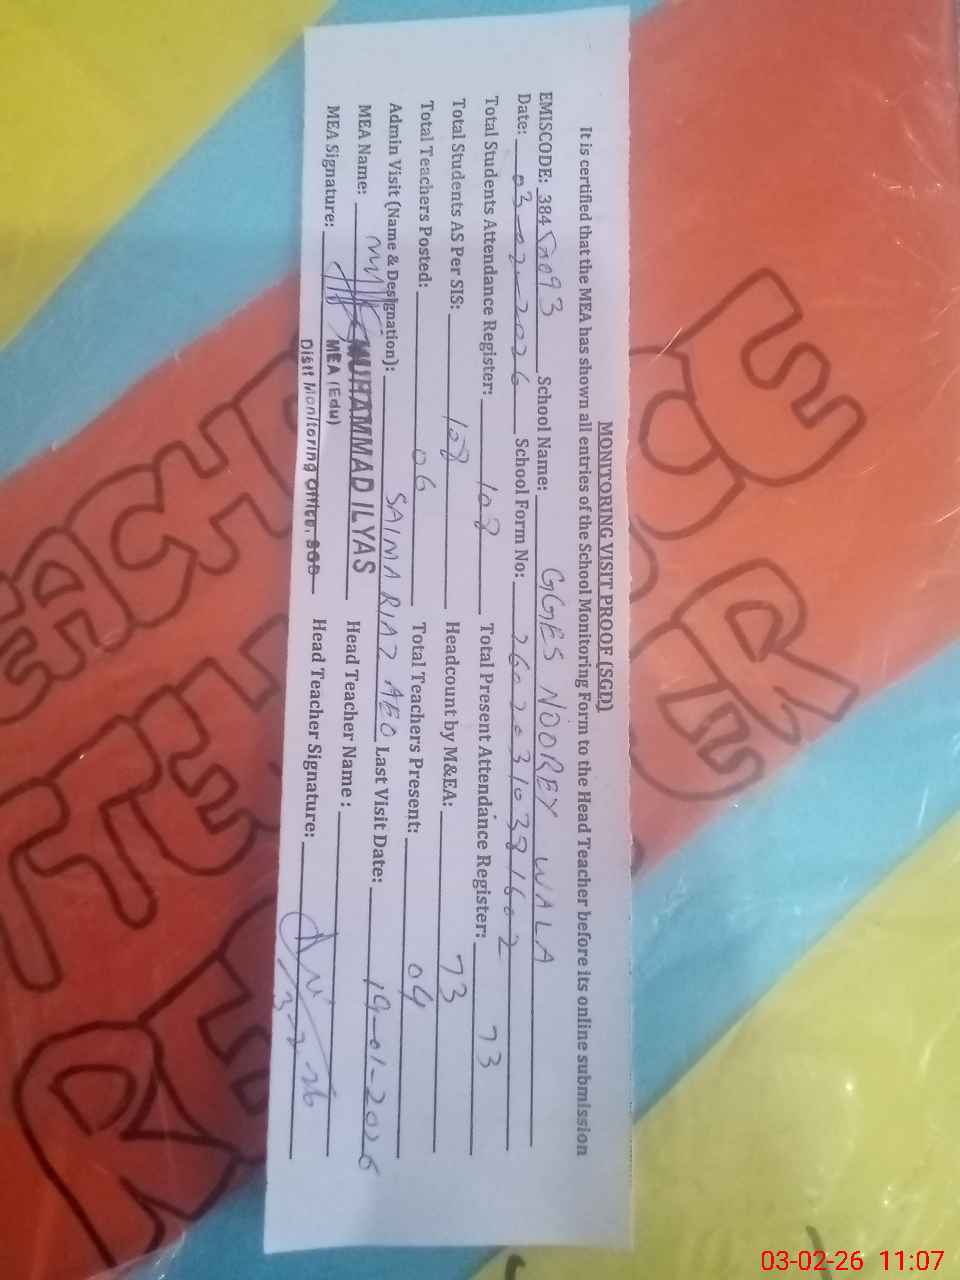 MONITORING VISIT PROOF (SGD)
It is certified that the MEA has shown all entries of the School Monitoring Form to the Head Teacher before its online submission
EMISCODE: 384 School Name: GGES NOOREY WALA
Date: 03-02-2026 School Form No: 26020310381602
Total Students Attendance Register: 108 Total Present Attendance Register: 73
Total Students AS Per SIS: 108 Headcount by M&EA: 73
Total Teachers Posted: 06 Total Teachers Present: 04
Admin Visit (Name & Designation): SAIMA RIAZ AEO Last Visit Date: 19-01-2026
MEA Name: MUHAMMAD ILYAS Head Teacher Name :
MEA Signature: MEA (Edu) Head Teacher Signature:
Distt Monitoring Office, SGD
3-2-26
03-02-26 11:07